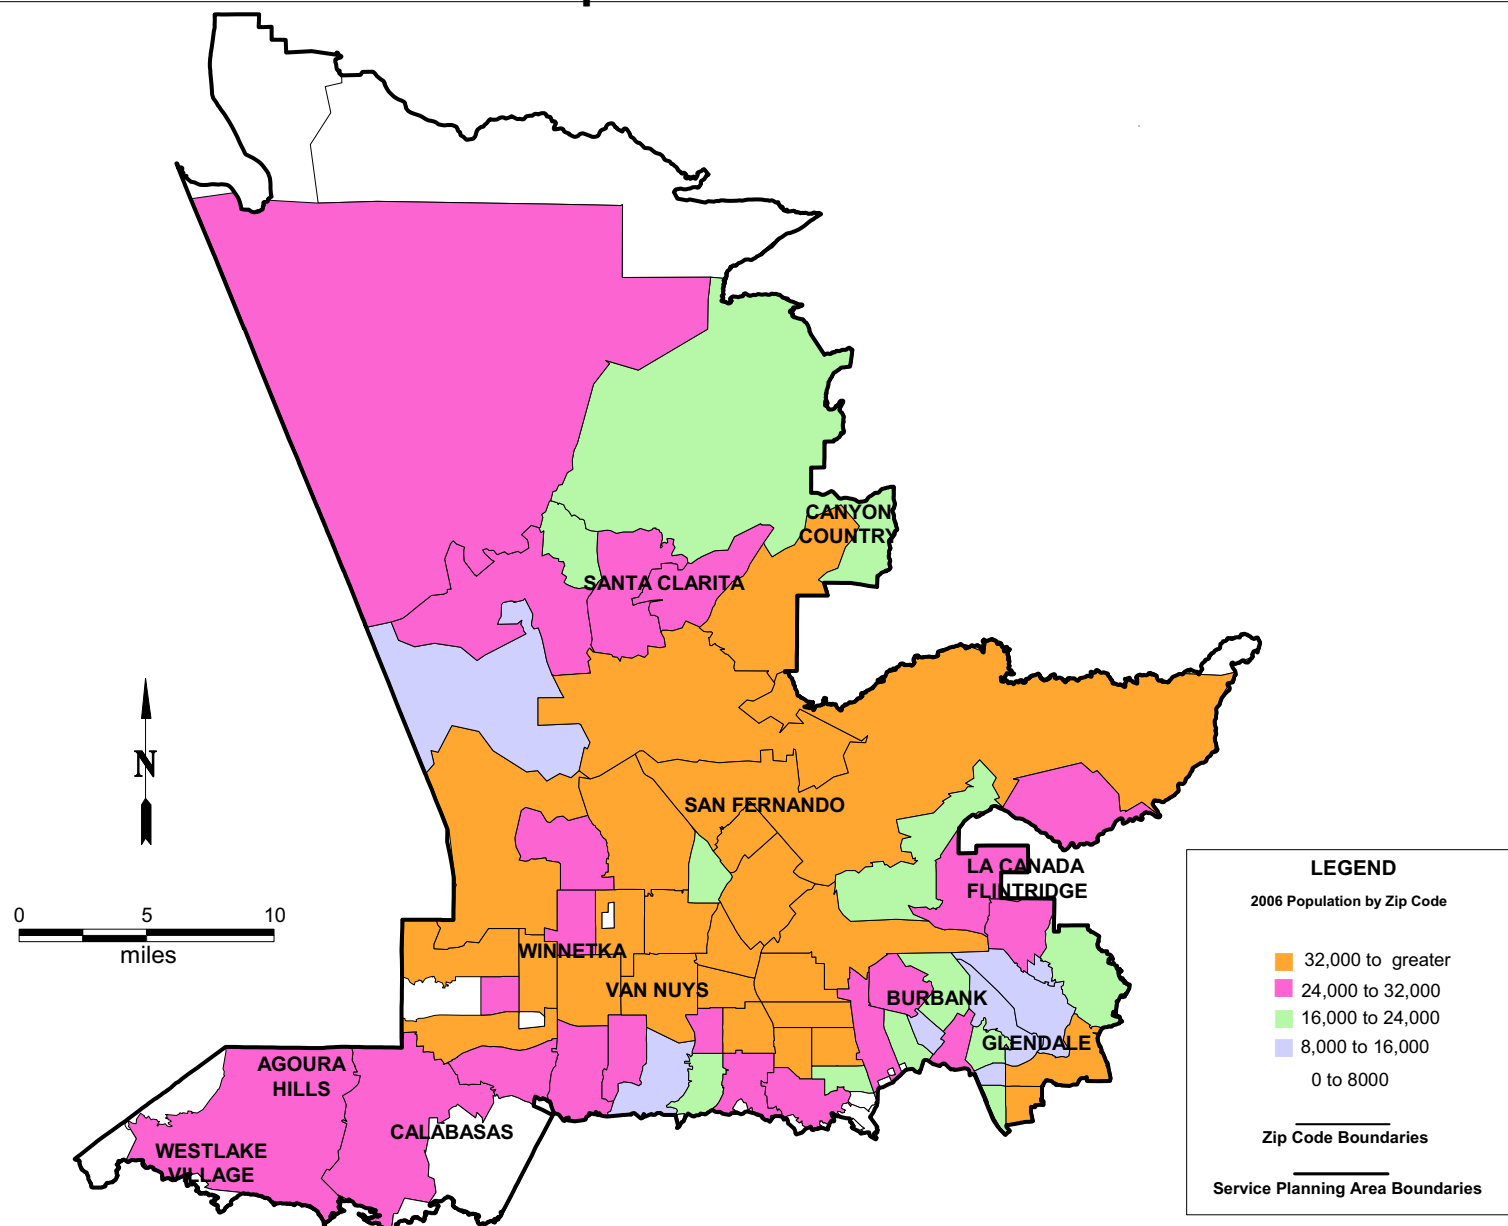 CANYON
COUNTRY
SANTA CLARITA
N
SAN FERNANDO
LA CANADA
FLINTRIDGE
0 5 10
miles
WINNETKA
VAN NUYS
BURBANK
GLENDALE
AGOURA
HILLS
CALABASAS
WESTLAKE
VILLAGE
LEGEND
2006 Population by Zip Code
32,000 to greater
24,000 to 32,000
16,000 to 24,000
8,000 to 16,000
0 to 8000
Zip Code Boundaries
Service Planning Area Boundaries